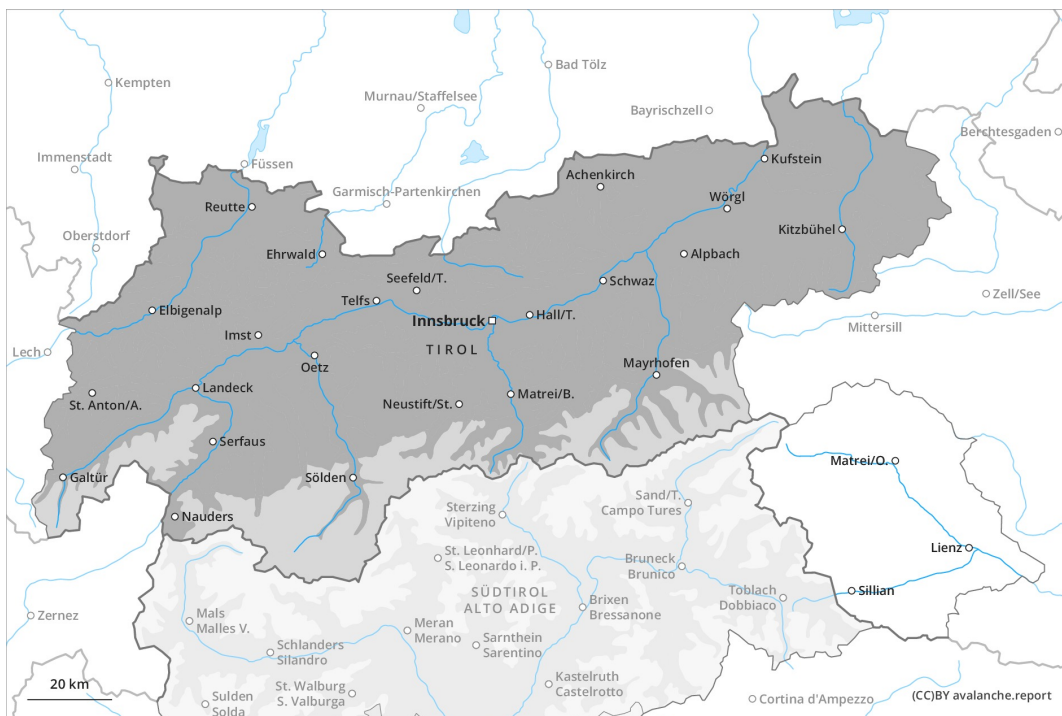 Kempten
Bad Tölz
Murnau/Staffelsee
Bayrischzell
Berchtesgaden
Immenstadt
Füssen
Kufstein
Achenkirch
Garmisch-Partenkirchen
Reutte
Wörgl
Oberstdorf
Kitzbühel
Ehrwald
Alpbach
Seefeld/T.
Schwaz
Telfs
Zell/See
Elbigenalp
Innsbruck
Hall/T.
Mittersill
Imst
TIROL
Lech
Oetz
Mayrhofen
Landeck
St. Anton/A.
Neustift/St.
Matrei/B.
Serfaus
Matrei/O.
Galtür
Sölden
Sand/T.
Campo Tures
Nauders
Sterzing
Vipiteno
Lienz
St. Leonhard/P.
S. Leonardo i. P.
Bruneck
Brunico
SÜDTIROL
ALTO ADIGE
Sillian
Toblach
Dobbiaco
Brixen
Bressanone
Zernez
Mals
Malles V.
Meran
Merano
Sarnthein
Sarentino
Schlanders
Silandro
Kastelruth
Castelrotto
20 km
St. Walburg
S. Valburga
Sulden
Solda
Cortina d'Ampezzo
(CC)BY avalanche.report